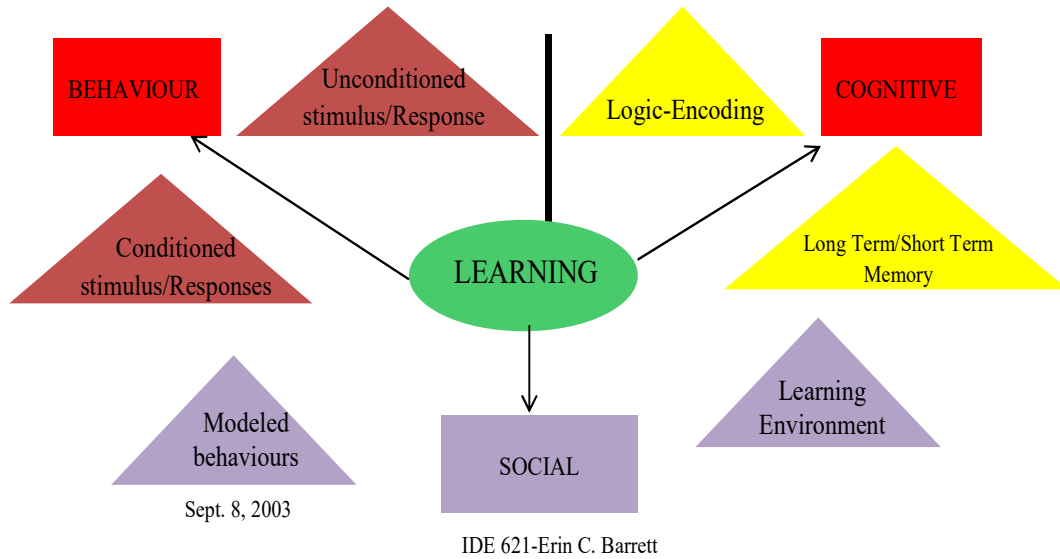 BEHAVIOUR
Unconditioned
stimulus/Response
Logic-Encoding
COGNITIVE
Conditioned
stimulus/Responses
LEARNING
Long Term/Short Term
Memory
Modeled
behaviours
SOCIAL
Learning
Environment
Sept. 8, 2003
IDE 621-Erin C. Barrett